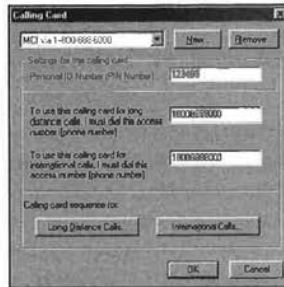 Calling Card
MCI via 1-800-888-8000
New...
Remove
Settings for this calling card
Personal ID Number (PIN Number):
To use this calling card for long
distance calls, I must dial this access
number (phone number):
18008888000
To use this calling card for
international calls, I must dial this
access number (phone number):
18008888000
Calling card sequence for:
Long Distance Calls...
International Calls...
OK
Cancel